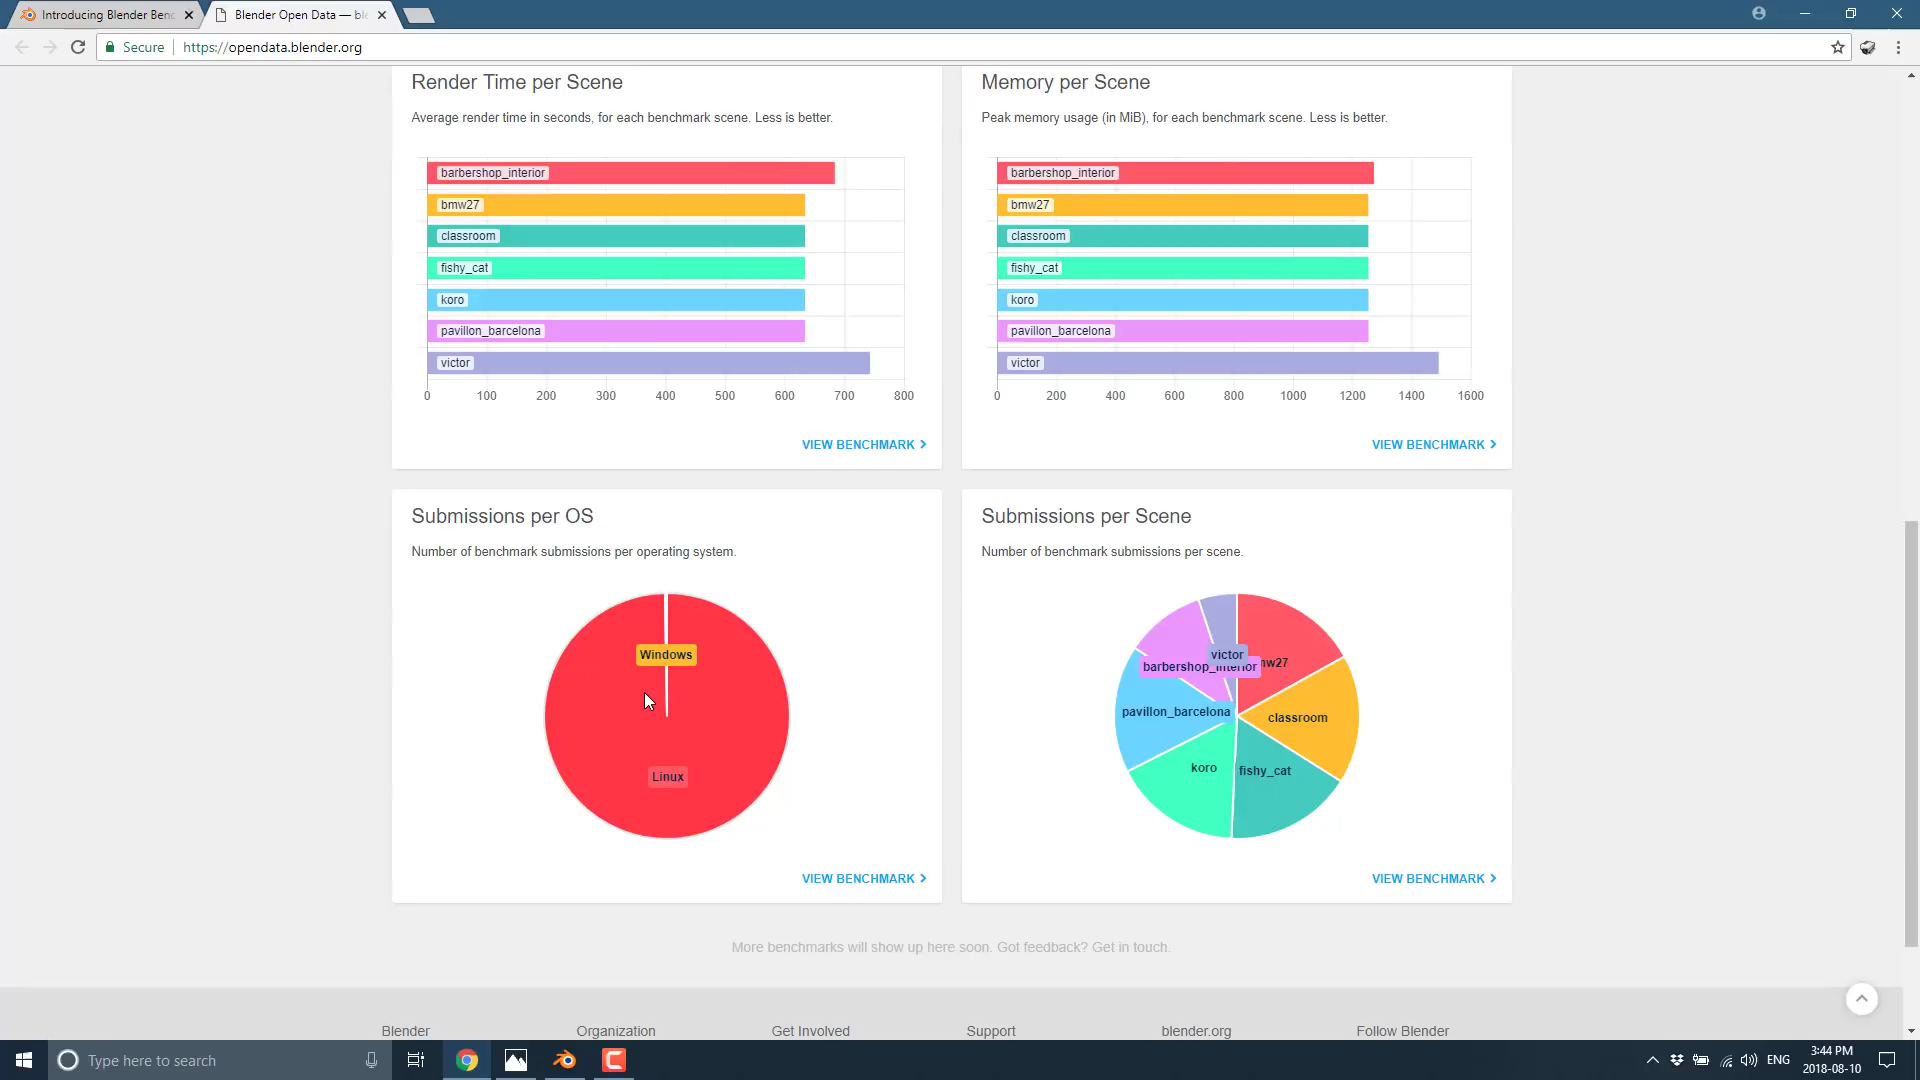 Introducing Blender Ben
Blender Open Data — bl
Secure
https://opendata.blender.org
Render Time per Scene
Average render time in seconds, for each benchmark scene. Less is better.
barbershop_interior
bmw27
classroom
fishy_cat
koro
pavillon_barcelona
victor
0 100 200 300 400 500 600 700 800
VIEW BENCHMARK
Memory per Scene
Peak memory usage (in MiB), for each benchmark scene. Less is better.
barbershop_interior
bmw27
classroom
fishy_cat
koro
pavillon_barcelona
victor
0 200 400 600 800 1000 1200 1400 1600
VIEW BENCHMARK
Submissions per OS
Number of benchmark submissions per operating system.
Windows
Linux
VIEW BENCHMARK
Submissions per Scene
Number of benchmark submissions per scene.
victor
barbershop_interior
nw27
pavillon_barcelona
classroom
koro
fishy_cat
VIEW BENCHMARK
More benchmarks will show up here soon. Got feedback? Get in touch.
Blender Organization Get Involved Support blender.org Follow Blender
Type here to search
ENG
3:44 PM
2018-08-10